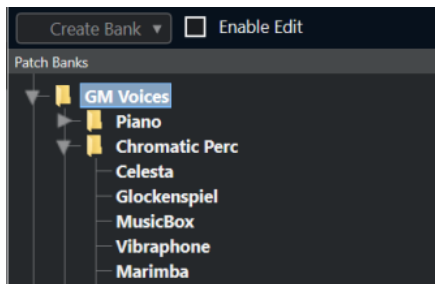 Create Bank Enable Edit
Patch Banks
GM Voices
Piano
Chromatic Perc
Celesta
Glockenspiel
MusicBox
Vibraphone
Marimba